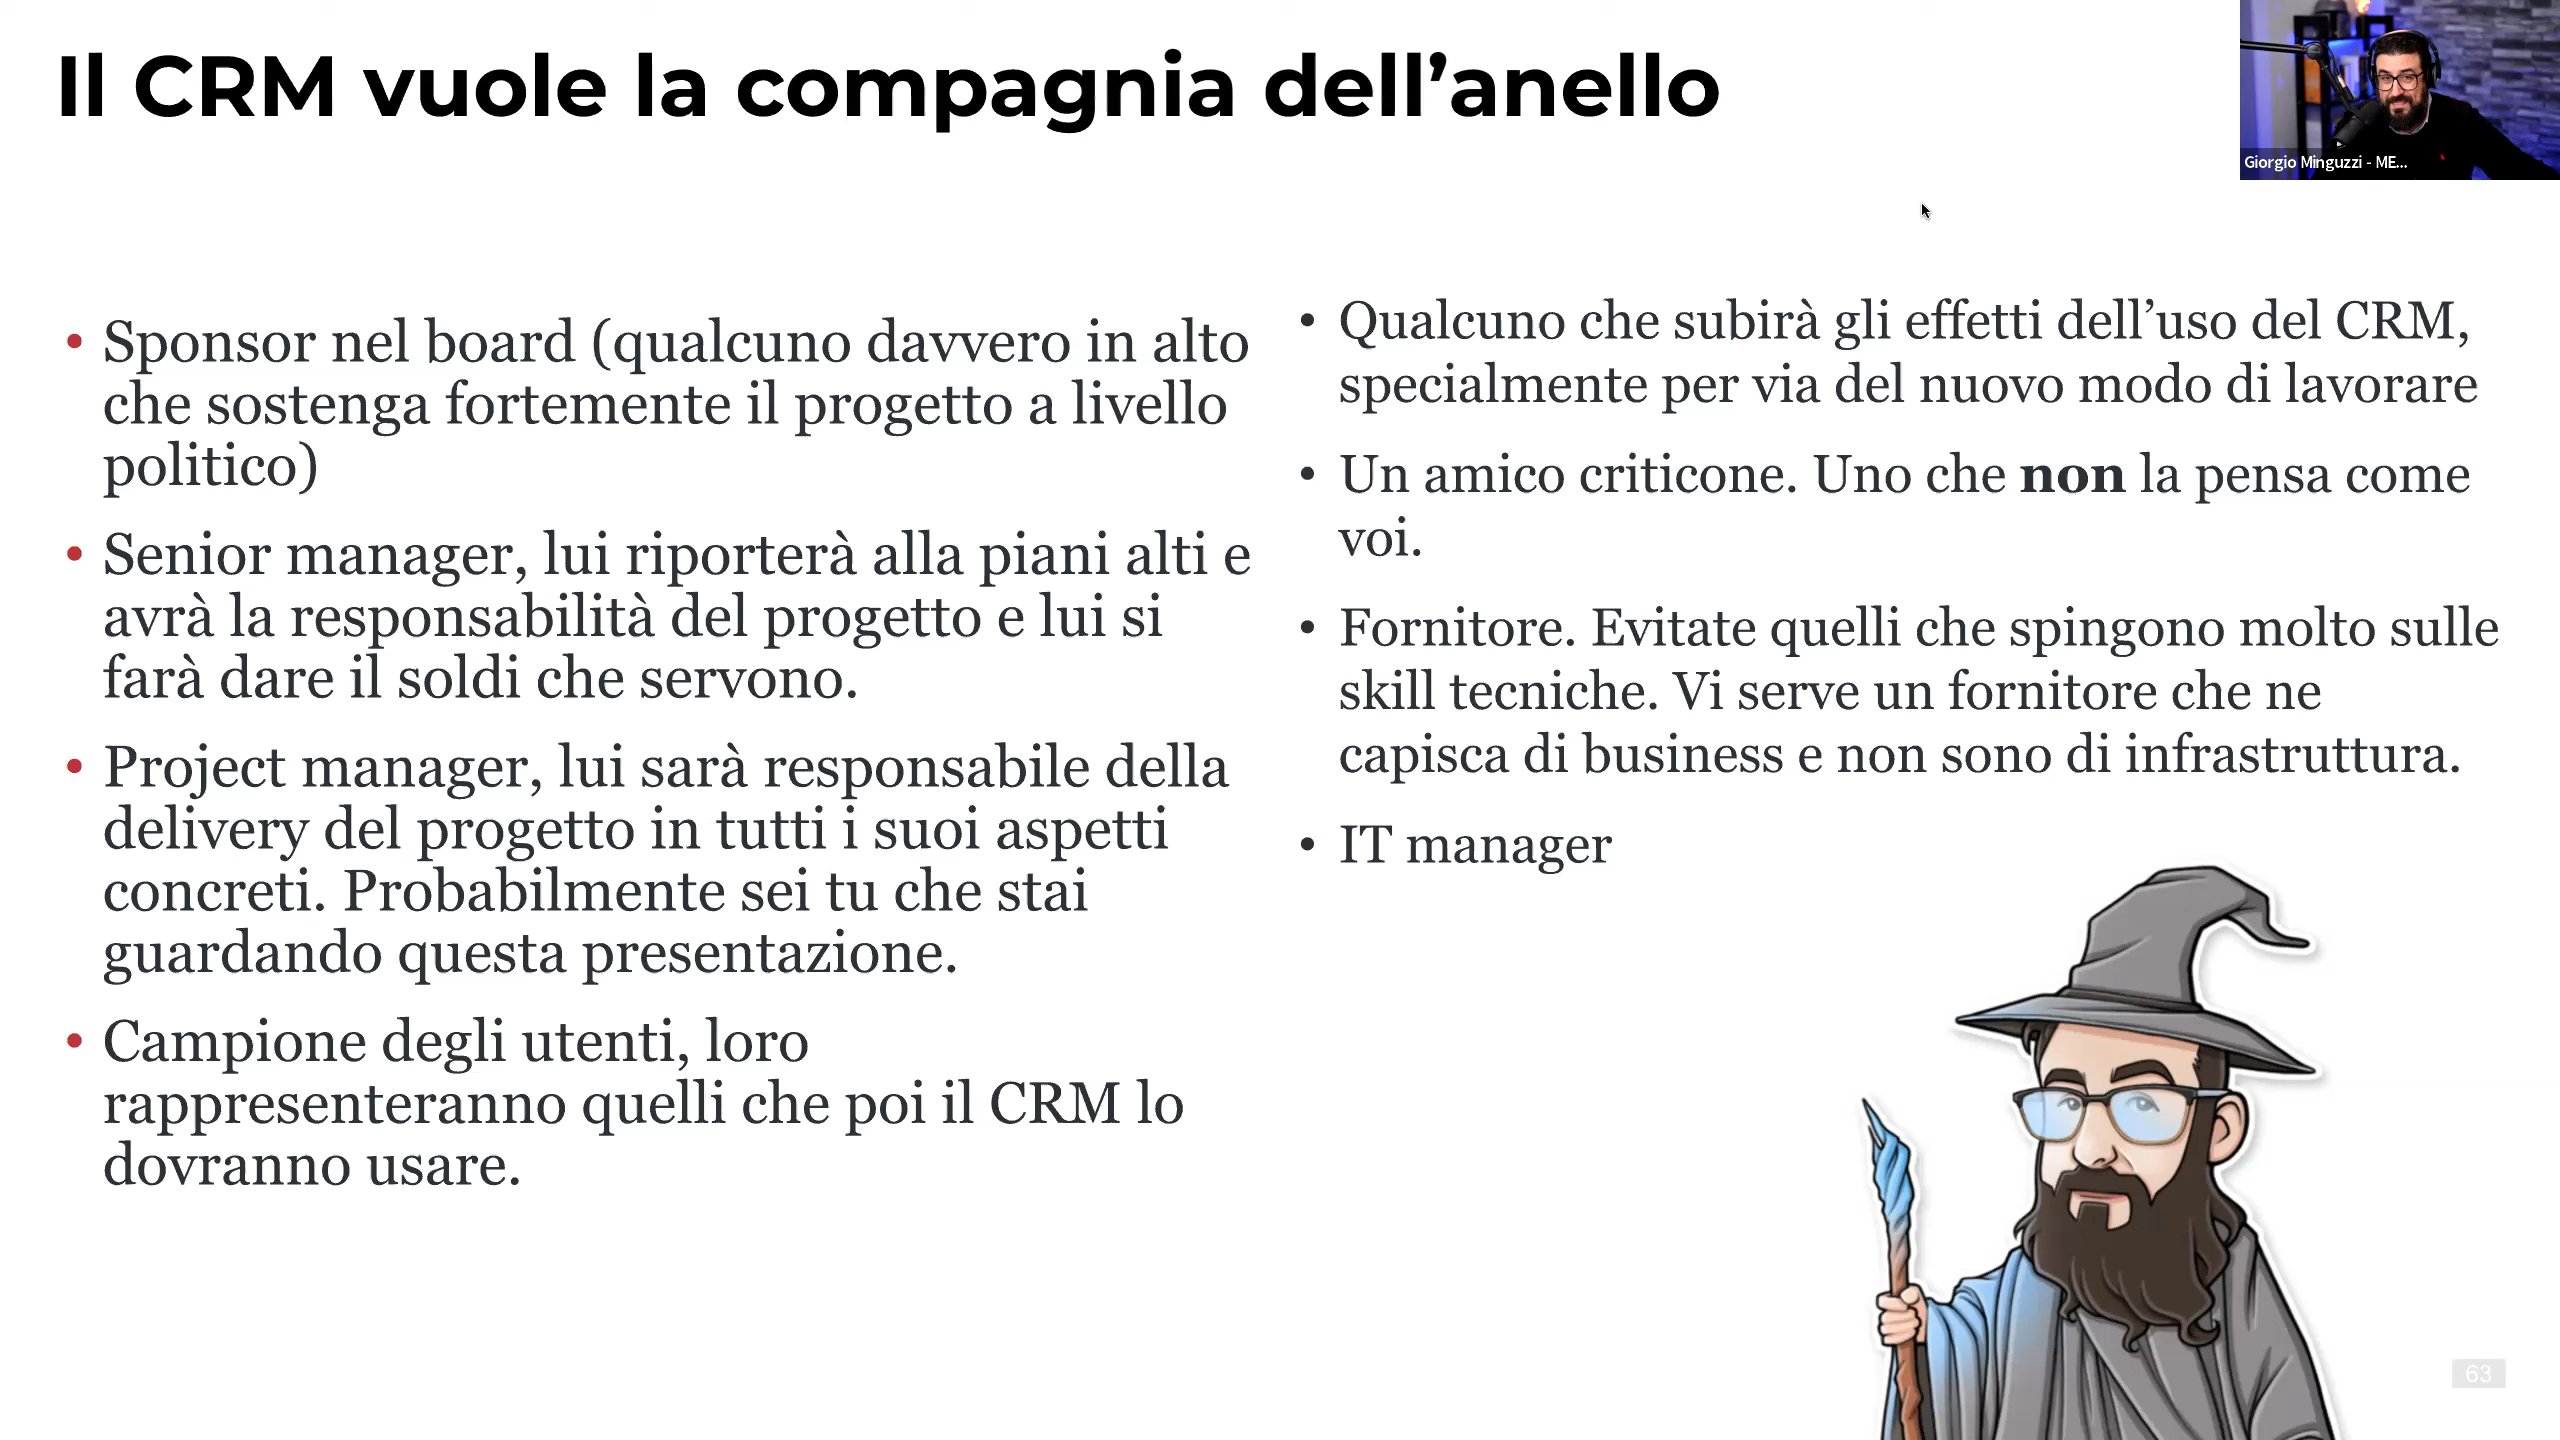 Il CRM vuole la compagnia dell’anello
Giorgio Minguzzi - ME...
• Sponsor nel board (qualcuno davvero in alto
che sostenga fortemente il progetto a livello
politico)
• Senior manager, lui riporterà alla piani alti e
avrà la responsabilità del progetto e lui si
farà dare il soldi che servono.
• Project manager, lui sarà responsabile della
delivery del progetto in tutti i suoi aspetti
concreti. Probabilmente sei tu che stai
guardando questa presentazione.
• Campione degli utenti, loro
rappresenteranno quelli che poi il CRM lo
dovranno usare.
• Qualcuno che subirà gli effetti dell’uso del CRM,
specialmente per via del nuovo modo di lavorare
• Un amico criticone. Uno che non la pensa come
voi.
• Fornitore. Evitate quelli che spingono molto sulle
skill tecniche. Vi serve un fornitore che ne
capisca di business e non sono di infrastruttura.
• IT manager
63